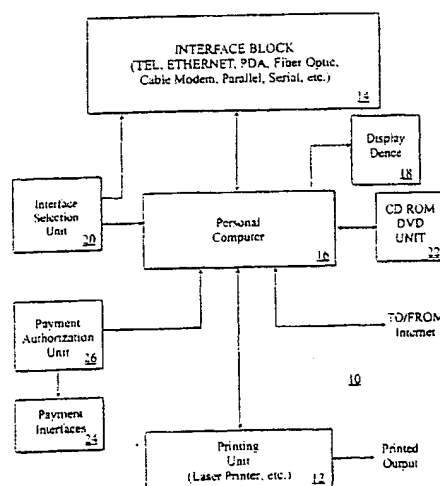 INTERFACE BLOCK
(TEL, ETHERNET, PDA, Fiber Optic,
Cable Modem, Parallel, Serial, etc.)
14
Display
Dence
18
Interface
Selection
Unit
20
Personal
Computer
16
CD ROM
DVD
UNIT
22
Payment
Authorization
Unit
26
TO/FROM
Internet
10
Payment
Interfaces
24
Printing
Unit
(Laser Printer, etc.)
12
Printed
Output